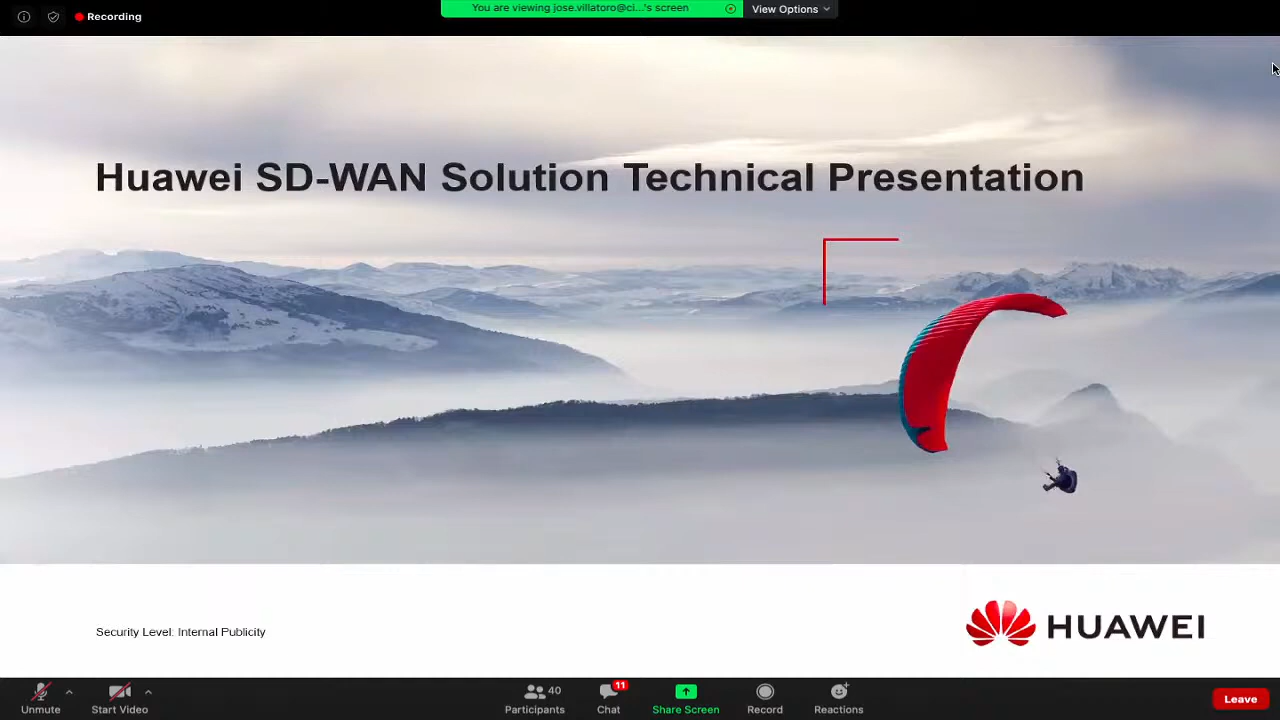 Recording
You are viewing jose.villatoro@ci...'s screen
View Options
Huawei SD-WAN Solution Technical Presentation
Security Level: Internal Publicity
HUAWEI
Unmute
Start Video
Participants
40
Chat
11
Share Screen
Record
Reactions
Leave